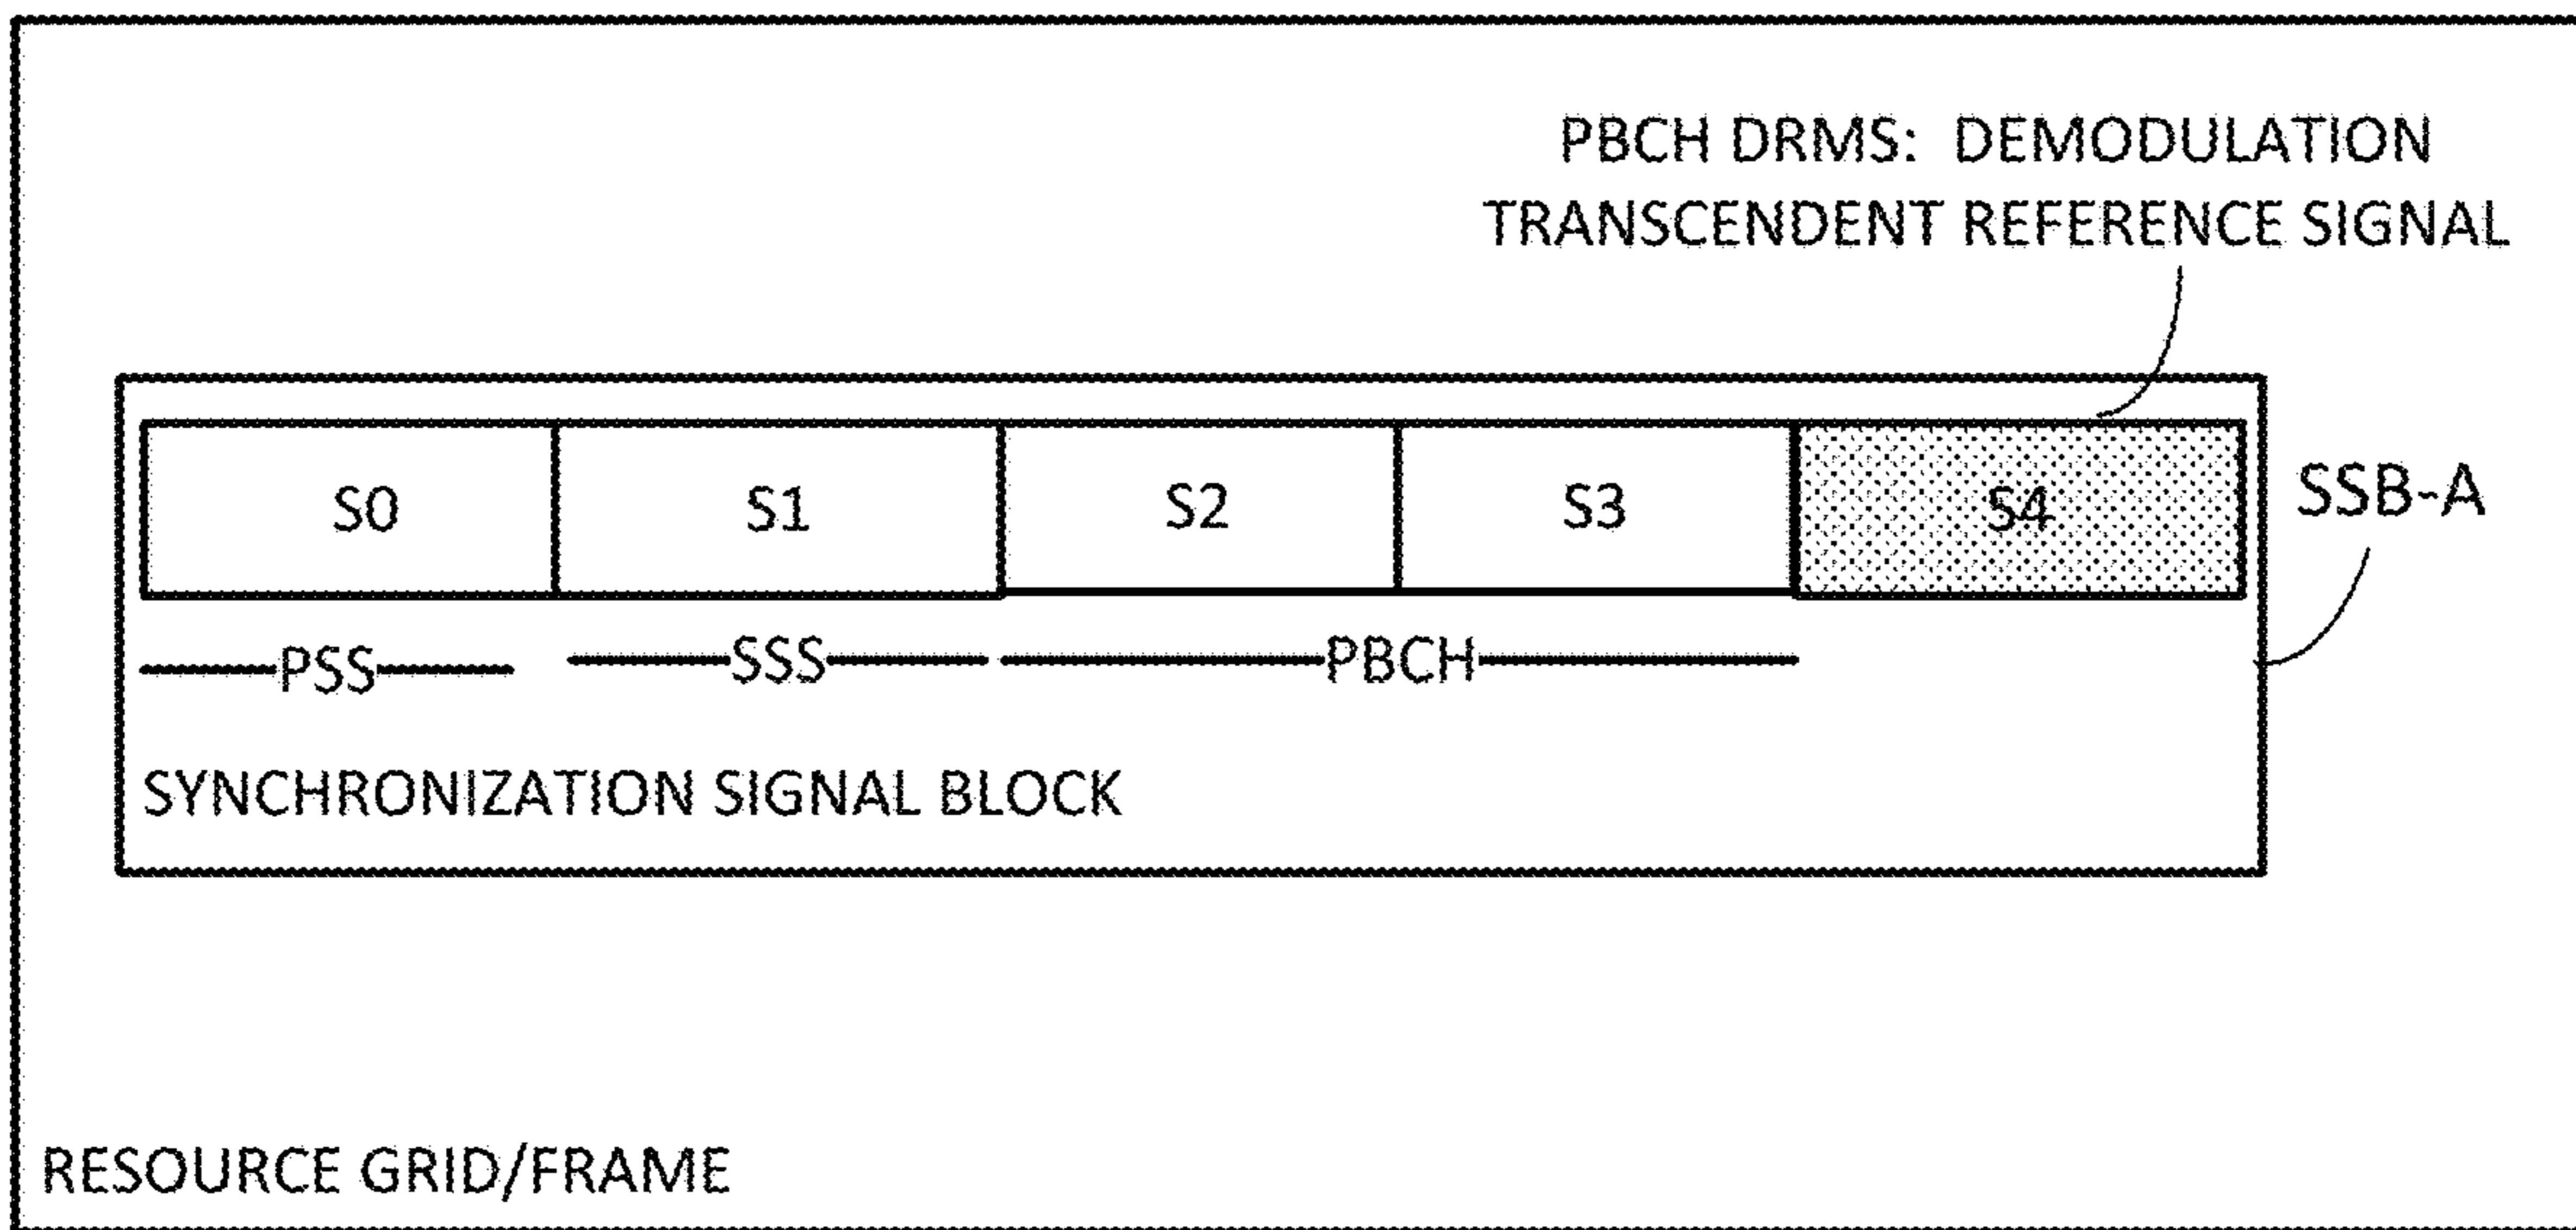 PBCH DRMS: DEMODULATION
TRANSCENDENT REFERENCE SIGNAL
S0 S1 S2 S3 S4
SSB-A
PSS SSS PBCH
SYNCHRONIZATION SIGNAL BLOCK
RESOURCE GRID/FRAME